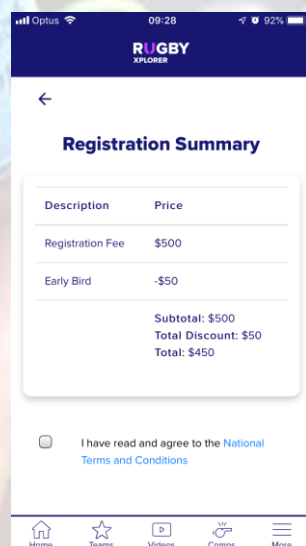 Optus 09:28 92%
RUGBY
XPLORER
Registration Summary
Description Price
Registration Fee $500
Early Bird -$50
Subtotal: $500
Total Discount: $50
Total: $450
I have read and agree to the National
Terms and Conditions
Home Teams Videos Comps More